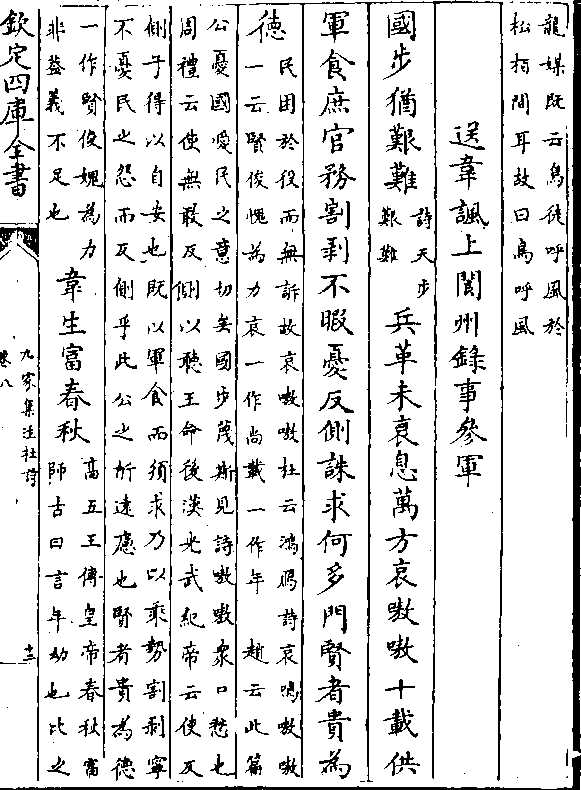 龍媒既云鳥徒呼風於
松栢間耳故曰鳥呼風
送韋諷上閬州錄事參軍
國步猶艱難
詩天步
艱難
兵革未衰息萬方哀嗷嗷十載供
軍食庶官務割剥不暇憂反側誅求何多門賢者貴為
德
民困於役而無訴故哀嗷嗷杜云鴻鴈詩哀鳴嗷嗷
一云賢俊愧為力哀一作尚載一作年 趙云此篇
公憂國愛民之意切矣國步蔑斯見詩嗷嗷衆口愁也
周禮云使無敢反側以聽王命後漢光武紀帝云使反
側子得以自安也既以軍食而須求乃以乘勢割剥寧
不憂民之怨而反側乎此公之所遠慮也賢者貴為德
一作賢俊媿為力
非益義不足也
韋生富春秋
高五王傳皇帝春秋富
師古曰言年幼也比之
欽定四庫全書
九家集注杜詩
卷八
十三